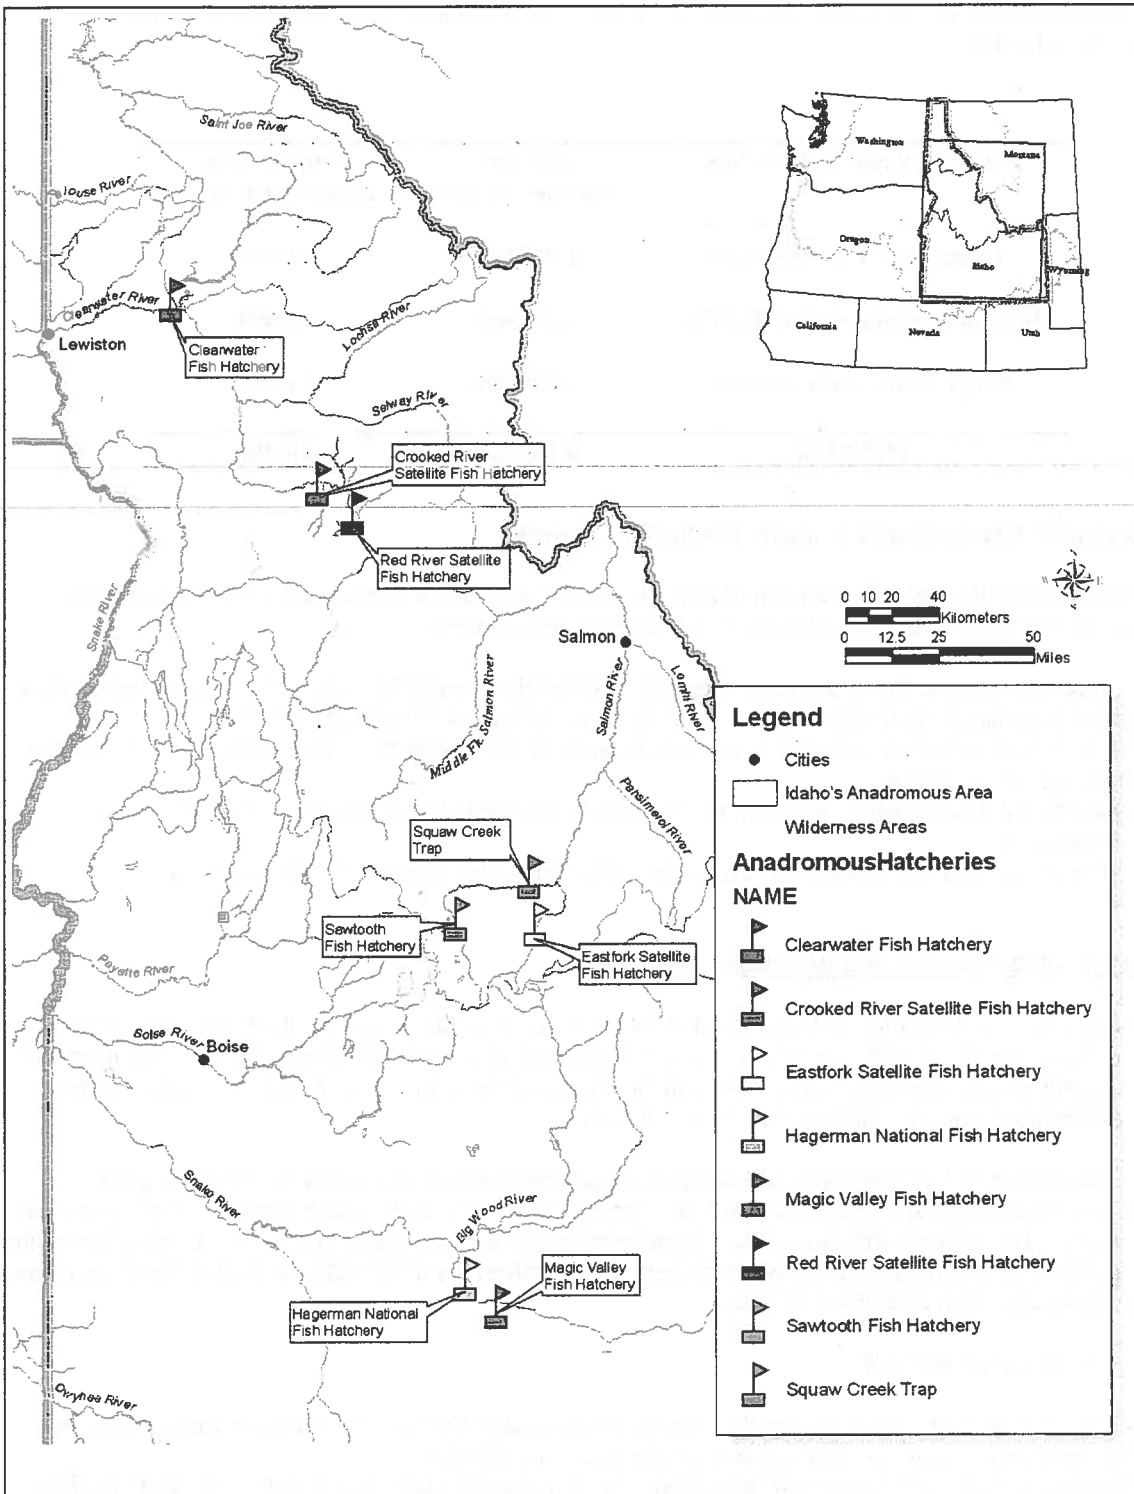 Saint Joe River
louse River
Clearwater River
Lewiston
Clearwater
Fish Hatchery
Lochsa River
Selway River
Crooked River
Satellite Fish Hatchery
Red River Satellite
Fish Hatchery
Snake River
Salmon
Salmon River
Lemhi River
Middle Fk. Salmon River
Pahsimeroi River
Squaw Creek
Trap
Sawtooth
Fish Hatchery
Eastfork Satellite
Fish Hatchery
Payette River
Boise River
Boise
Snake River
Big Wood River
Magic Valley
Fish Hatchery
Hagerman National
Fish Hatchery
Owyhee River
Washington
Montana
Oregon
Idaho
Wyoming
California
Nevada
Utah
W E
0 10 20 40
Kilometers
0 12.5 25 50
Miles
Legend
Cities
Idaho's Anadromous Area
Wilderness Areas
AnadromousHatcheries
NAME
Clearwater Fish Hatchery
Crooked River Satellite Fish Hatchery
Eastfork Satellite Fish Hatchery
Hagerman National Fish Hatchery
Magic Valley Fish Hatchery
Red River Satellite Fish Hatchery
Sawtooth Fish Hatchery
Squaw Creek Trap